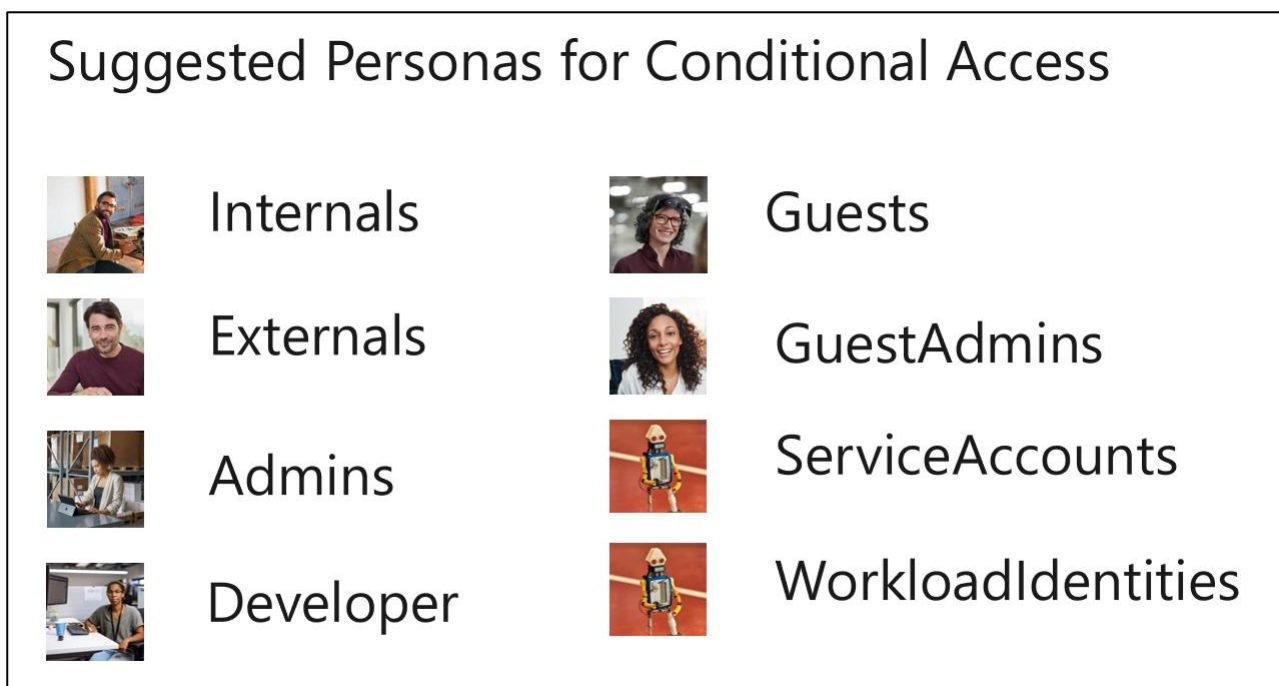 Suggested Personas for Conditional Access
Internals
Externals
Admins
Developer
Guests
GuestAdmins
ServiceAccounts
WorkloadIdentities